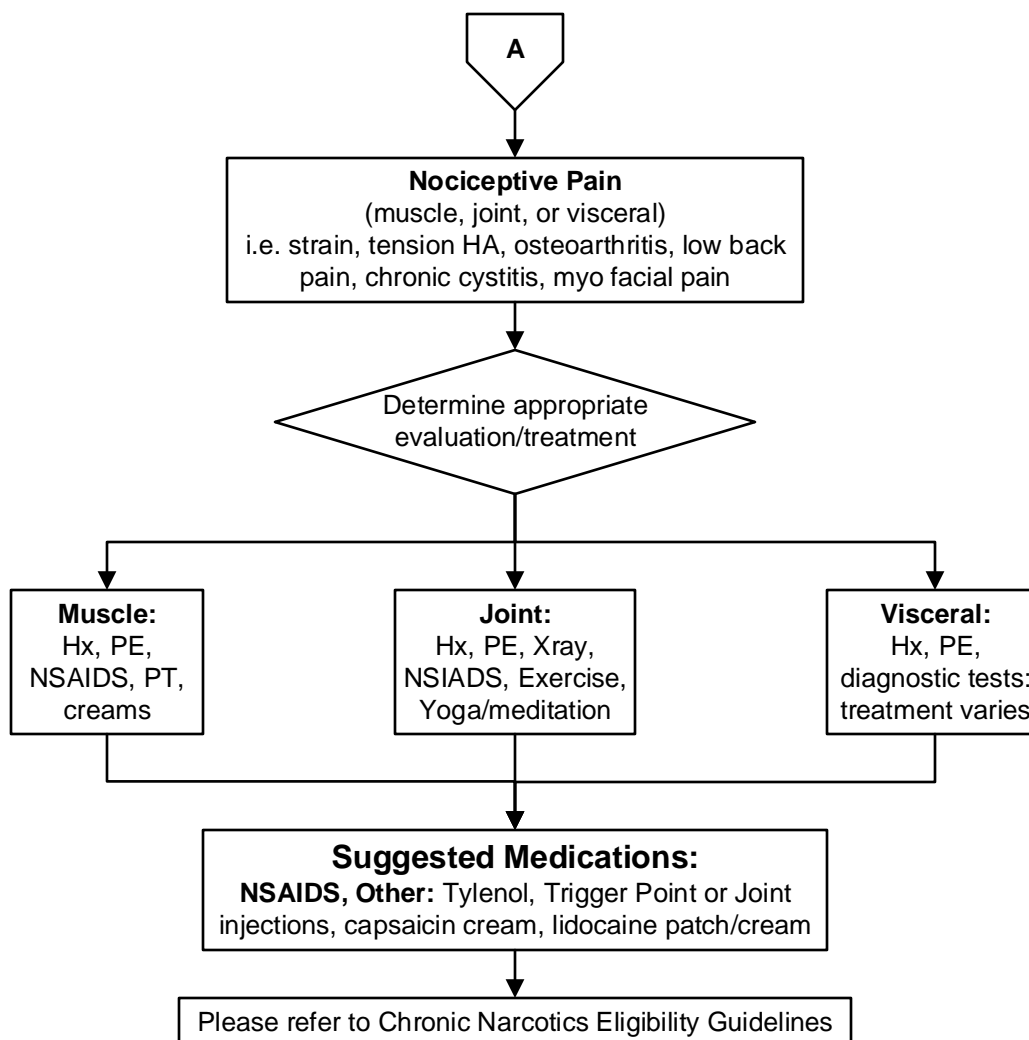 A
Nociceptive Pain
(muscle, joint, or visceral)
i.e. strain, tension HA, osteoarthritis, low back
pain, chronic cystitis, myo facial pain
Determine appropriate
evaluation/treatment
Muscle:
Hx, PE,
NSAIDS, PT,
creams
Joint:
Hx, PE, Xray,
NSIADS, Exercise,
Yoga/meditation
Visceral:
Hx, PE,
diagnostic tests:
treatment varies
Suggested Medications:
NSAIDS, Other: Tylenol, Trigger Point or Joint
injections, capsaicin cream, lidocaine patch/cream
Please refer to Chronic Narcotics Eligibility Guidelines